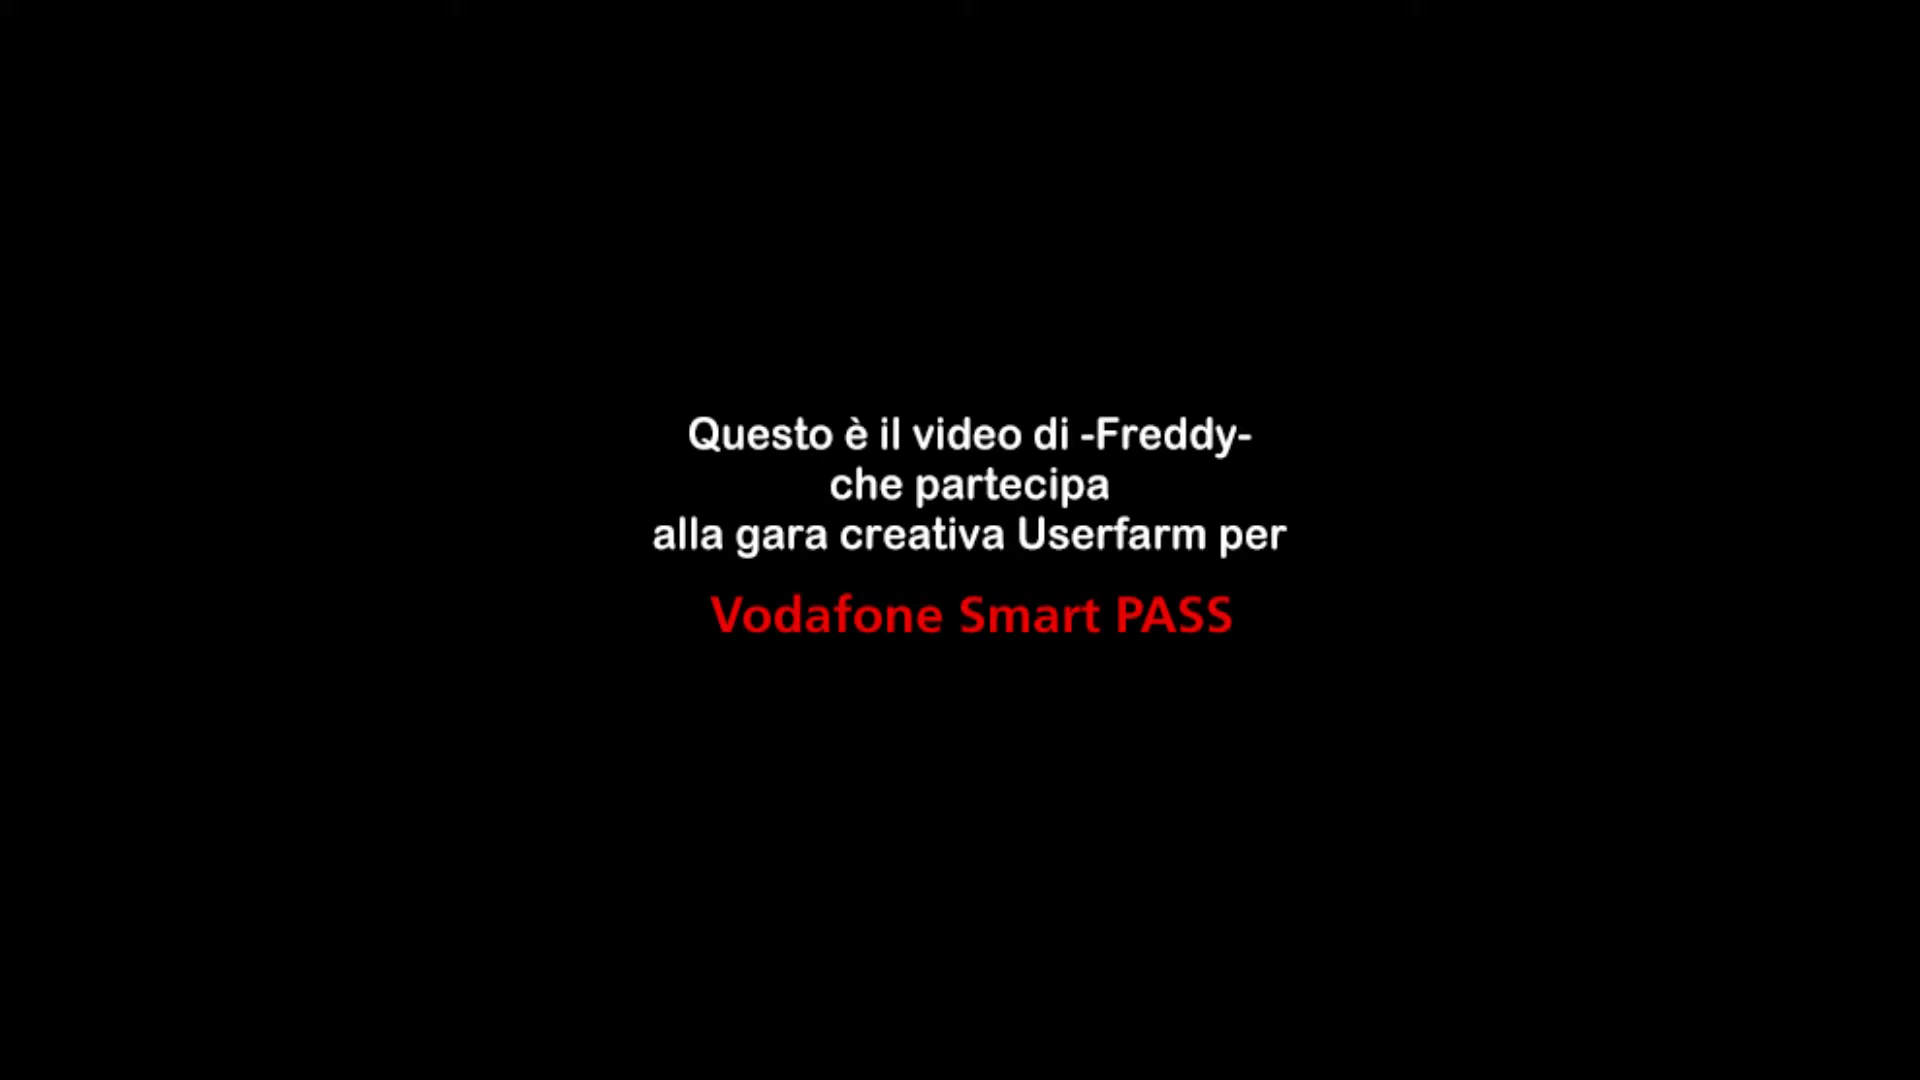 Questo è il video di -Freddy-
che partecipa
alla gara creativa Userfarm per
Vodafone Smart PASS